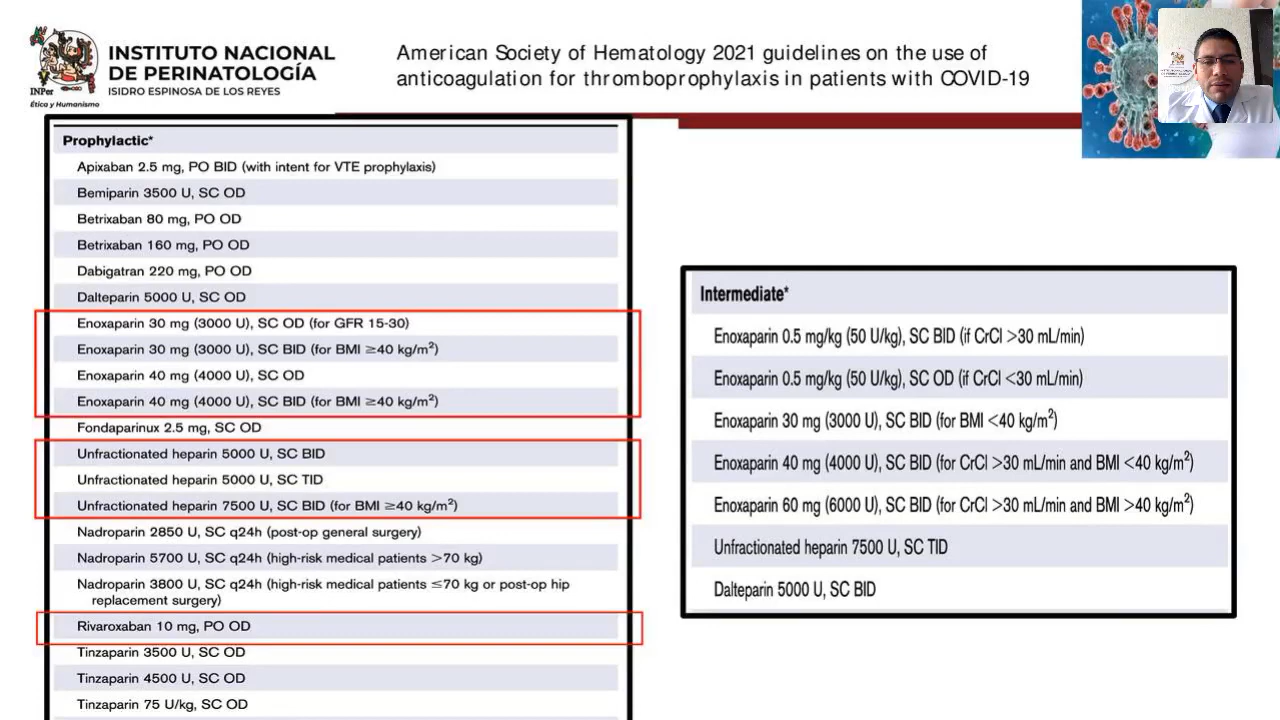 INSTITUTO NACIONAL
DE PERINATOLOGÍA
ISIDRO ESPINOSA DE LOS REYES
INPer
Ética y Humanismo
American Society of Hematology 2021 guidelines on the use of
anticoagulation for thromboprophylaxis in patients with COVID-19
Prophylactic*
Apixaban 2.5 mg, PO BID (with intent for VTE prophylaxis)
Bemiparin 3500 U, SC OD
Betrixaban 80 mg, PO OD
Betrixaban 160 mg, PO OD
Dabigatran 220 mg, PO OD
Dalteparin 5000 U, SC OD
Enoxaparin 30 mg (3000 U), SC OD (for GFR 15-30)
Enoxaparin 30 mg (3000 U), SC BID (for BMI ≥40 kg/m²)
Enoxaparin 40 mg (4000 U), SC OD
Enoxaparin 40 mg (4000 U), SC BID (for BMI ≥40 kg/m²)
Fondaparinux 2.5 mg, SC OD
Unfractionated heparin 5000 U, SC BID
Unfractionated heparin 5000 U, SC TID
Unfractionated heparin 7500 U, SC BID (for BMI ≥40 kg/m²)
Nadroparin 2850 U, SC q24h (post-op general surgery)
Nadroparin 5700 U, SC q24h (high-risk medical patients >70 kg)
Nadroparin 3800 U, SC q24h (high-risk medical patients ≤70 kg or post-op hip
replacement surgery)
Rivaroxaban 10 mg, PO OD
Tinzaparin 3500 U, SC OD
Tinzaparin 4500 U, SC OD
Tinzaparin 75 U/kg, SC OD
Intermediate*
Enoxaparin 0.5 mg/kg (50 U/kg), SC BID (if CrCl >30 mL/min)
Enoxaparin 0.5 mg/kg (50 U/kg), SC OD (if CrCl <30 mL/min)
Enoxaparin 30 mg (3000 U), SC BID (for BMI <40 kg/m²)
Enoxaparin 40 mg (4000 U), SC BID (for CrCl >30 mL/min and BMI <40 kg/m²)
Enoxaparin 60 mg (6000 U), SC BID (for CrCl >30 mL/min and BMI >40 kg/m²)
Unfractionated heparin 7500 U, SC TID
Dalteparin 5000 U, SC BID